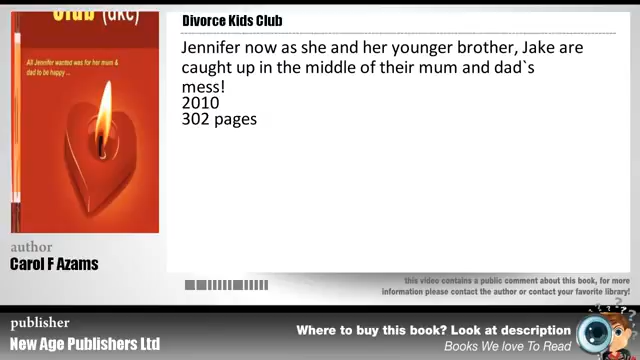 Club (dkc)
All Jennifer wanted was for her mum &
dad to be happy ...
Divorce Kids Club
Jennifer now as she and her younger brother, Jake are
caught up in the middle of their mum and dad`s
mess!
2010
302 pages
author
Carol F Azams
this video contains a public comment about this book, for more
information please contact the author or contact your favorite library!
publisher
New Age Publishers Ltd
Where to buy this book? Look at description
Books We love To Read